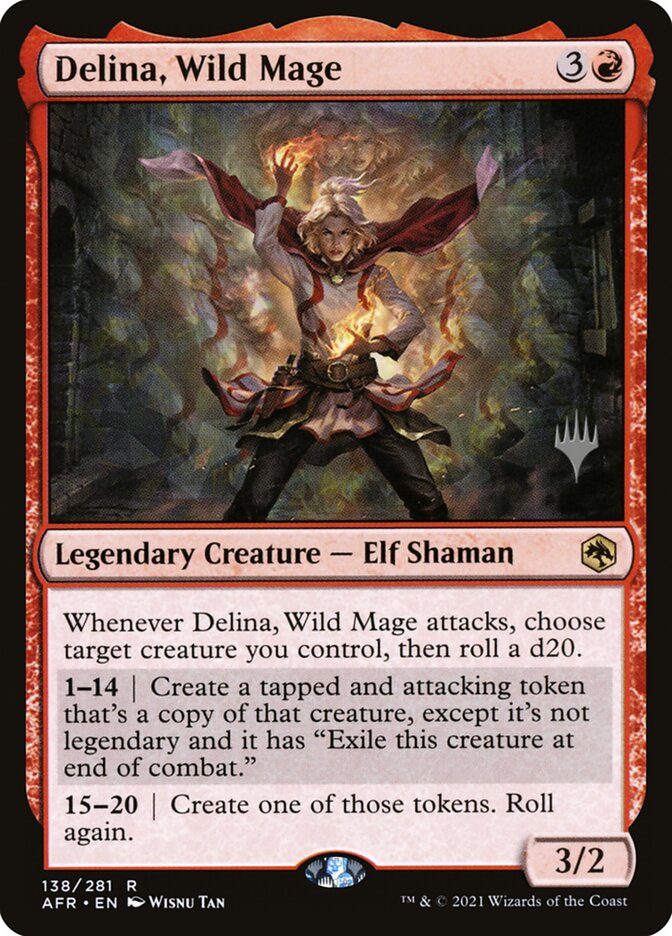 Delina, Wild Mage 3
Legendary Creature — Elf Shaman
Whenever Delina, Wild Mage attacks, choose
target creature you control, then roll a d20.
1–14 | Create a tapped and attacking token
that's a copy of that creature, except it's not
legendary and it has “Exile this creature at
end of combat.”
15–20 | Create one of those tokens. Roll
again.
3/2
138/281 R
AFR • EN Wisnu Tan
™ & © 2021 Wizards of the Coast